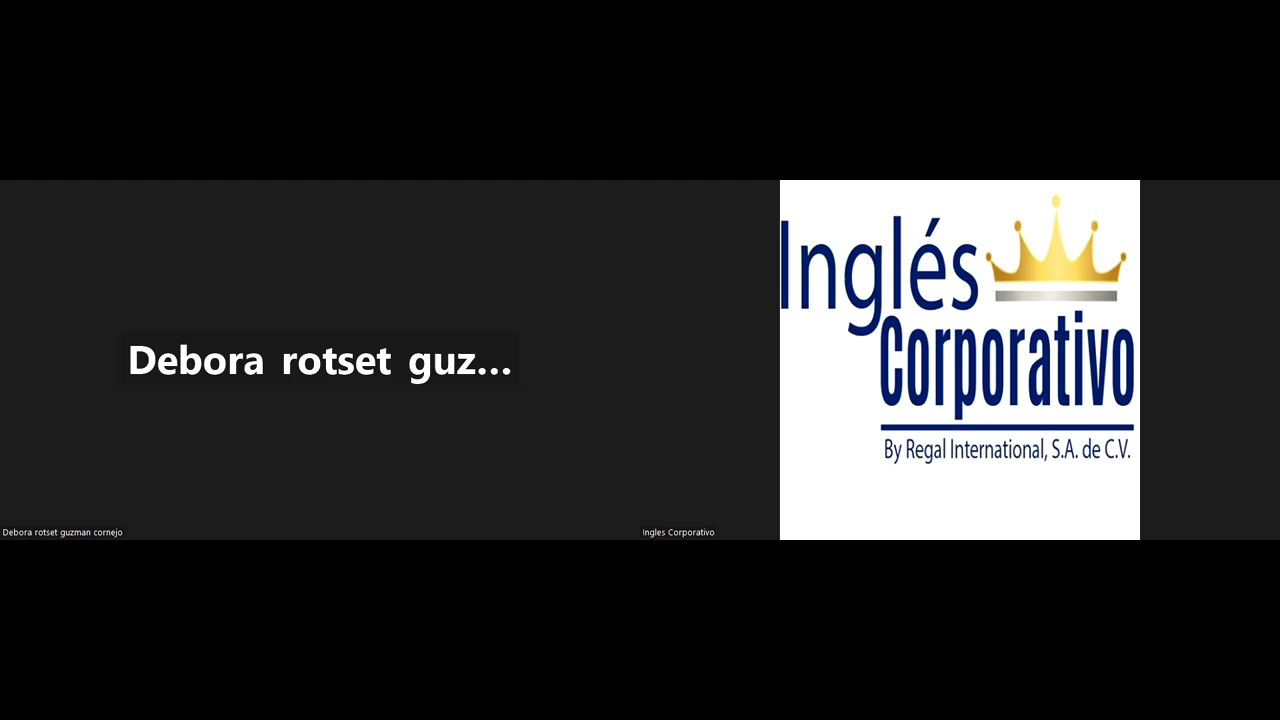 Debora rotset guz...
Debora rotset guzman cornejo
Inglés
Corporativo
By Regal International, S.A. de C.V.
Ingles Corporativo